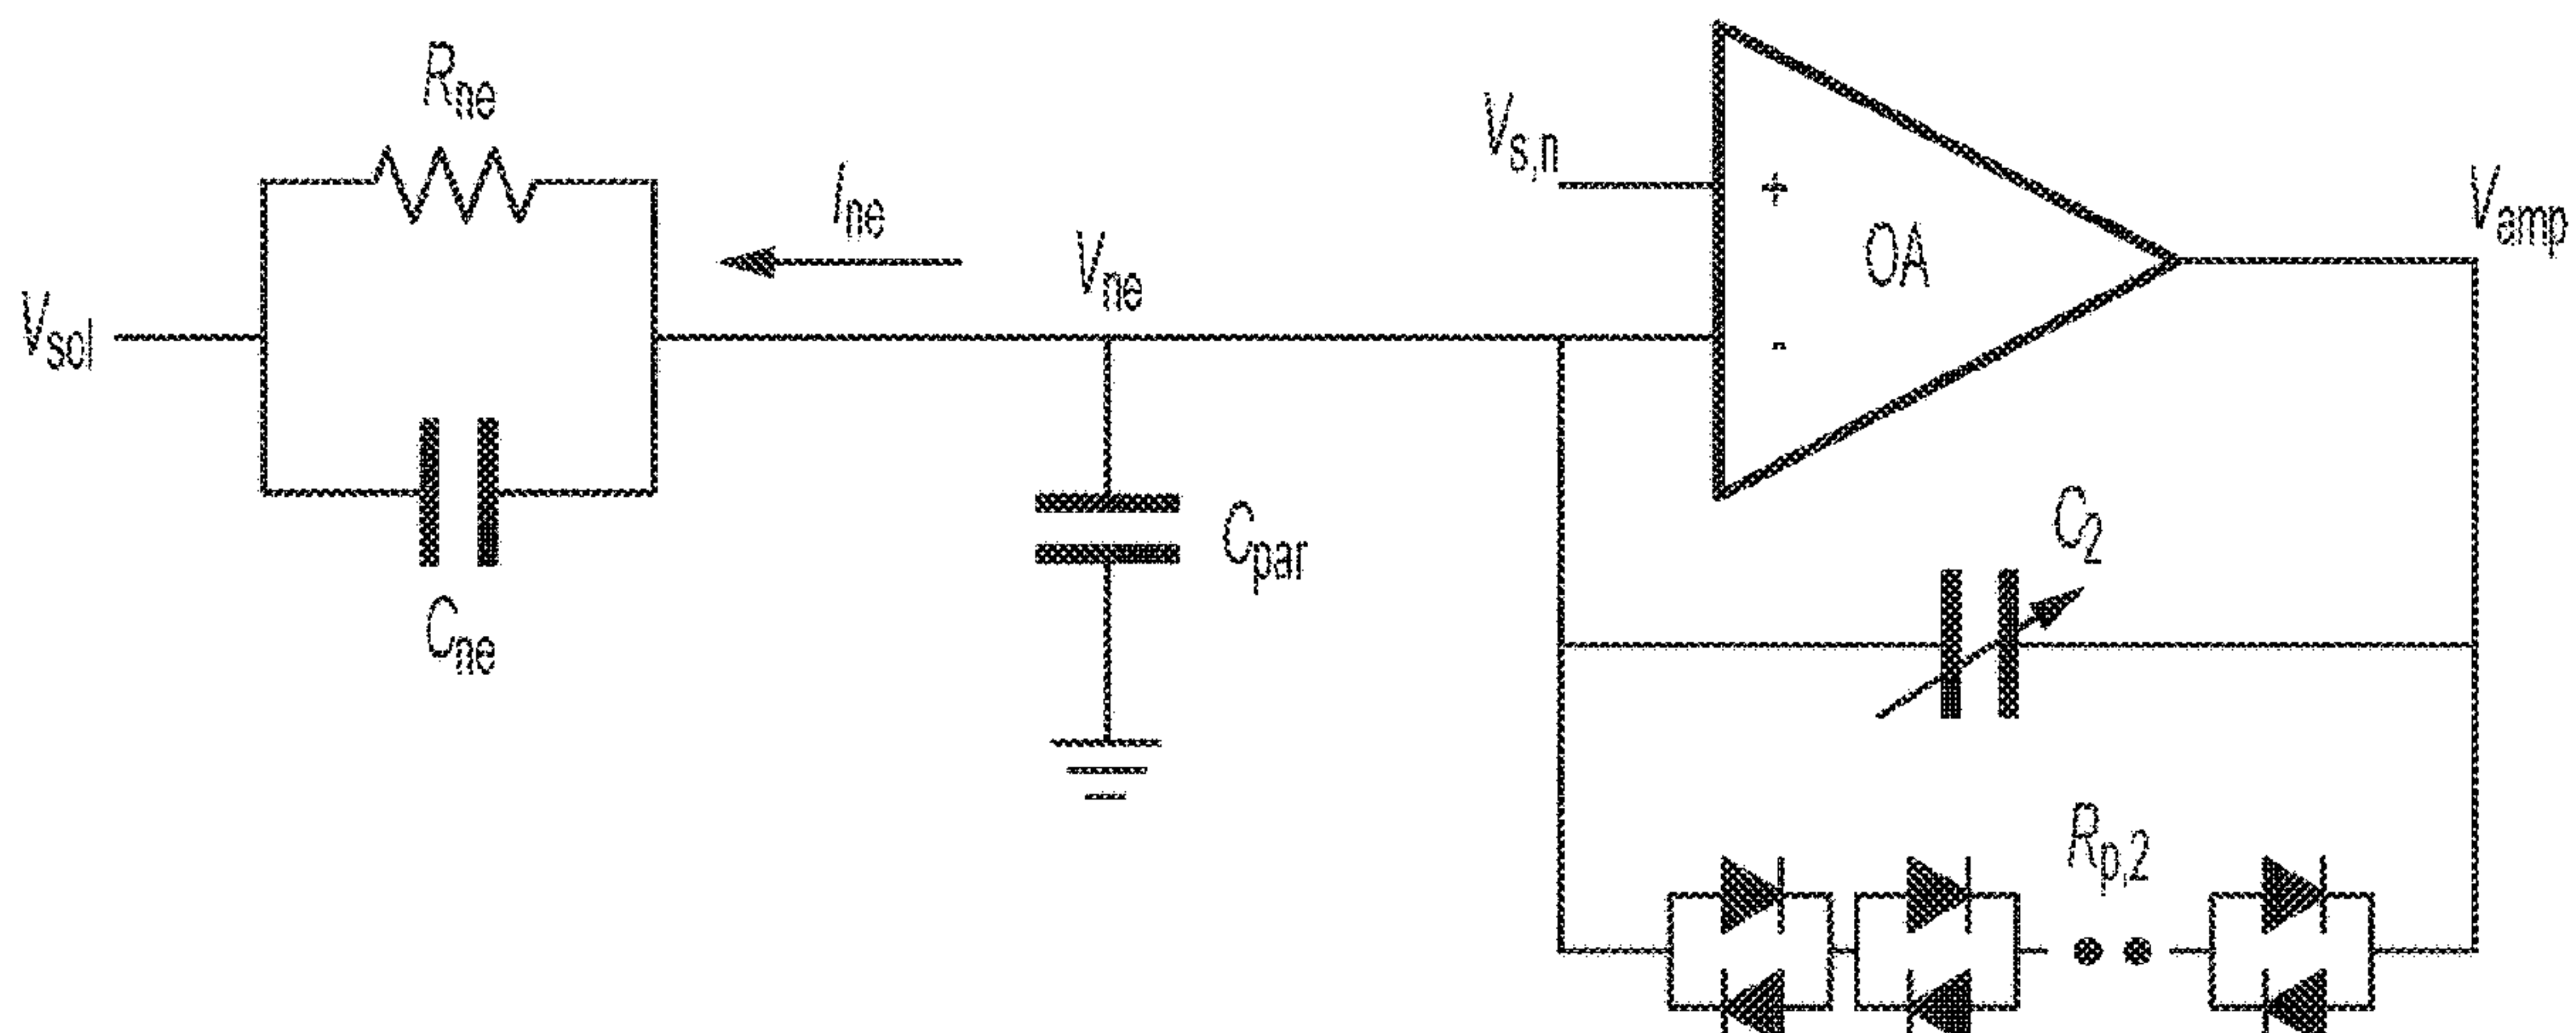 Rne
Ine
Vne
Vsol
Cne
Cpar
Vs,n
+
OA
-
Vamp
C2
Rp,2